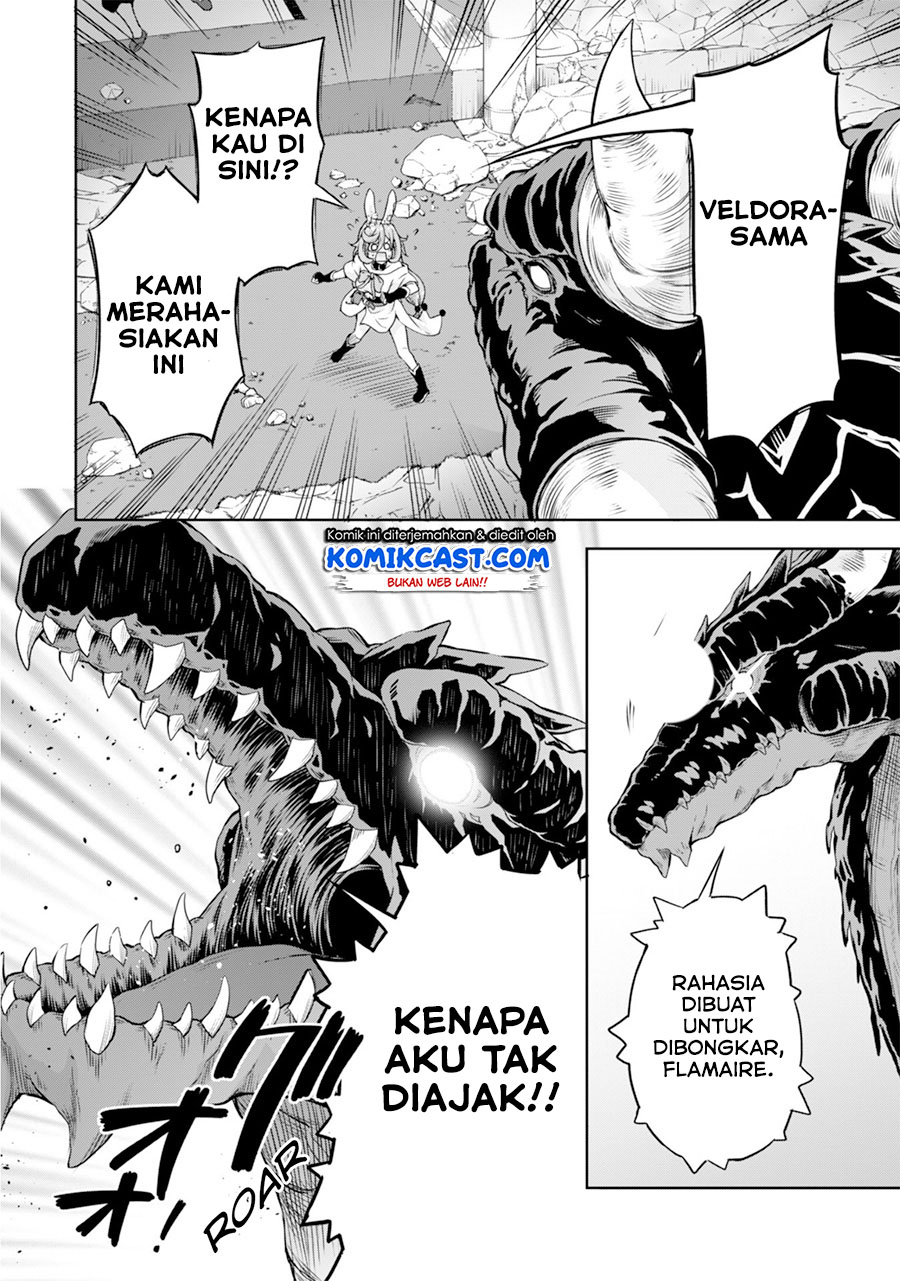 VELDORA-
SAMA
KENAPA
KAU DI
SINI!?
KAMI
MERAHA-
SIAKAN
INI
Komik ini diterjemahkan & diedit oleh
KOMIKCAST.COM
BUKAN WEB LAIN!!
RAHASIA
DIBUAT
UNTUK
DIBONGKAR,
FLAMAIRE.
KENAPA
AKU TAK
DIAJAK!!
グオオ!
ROAR